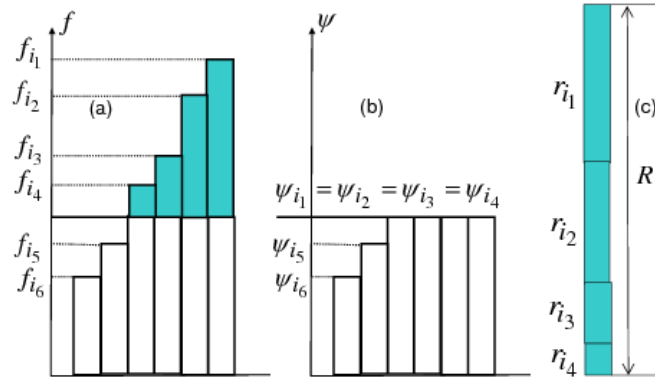 f
f_{i_1}
f_{i_2}
(a)
f_{i_3}
f_{i_4}
f_{i_5}
f_{i_6}
ψ
(b)
ψ_{i_1} = ψ_{i_2} = ψ_{i_3} = ψ_{i_4}
ψ_{i_5}
ψ_{i_6}
r_{i_1}
(c)
R
r_{i_2}
r_{i_3}
r_{i_4}